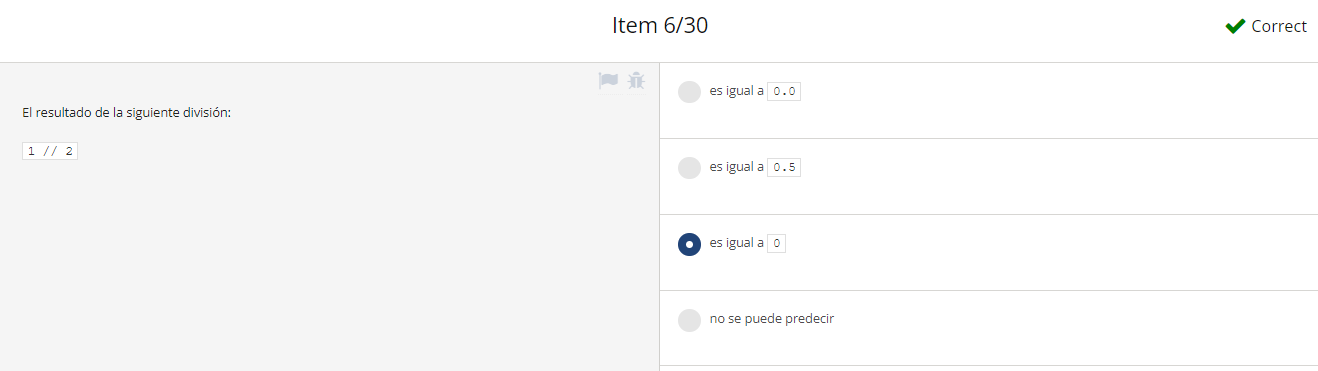 Item 6/30
Correct
El resultado de la siguiente división:
1 // 2
es igual a 0.0
es igual a 0.5
es igual a 0
no se puede predecir